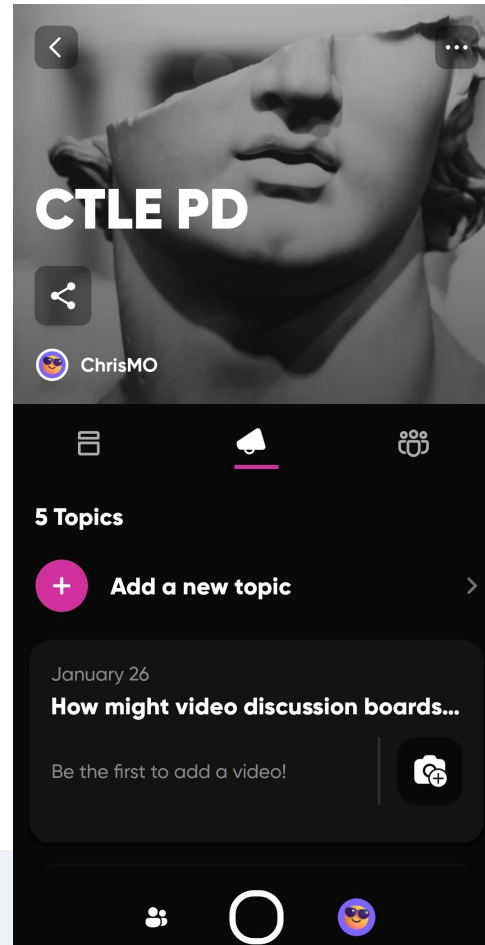 CTLE PD
ChrisMO
5 Topics
Add a new topic
January 26
How might video discussion boards...
Be the first to add a video!